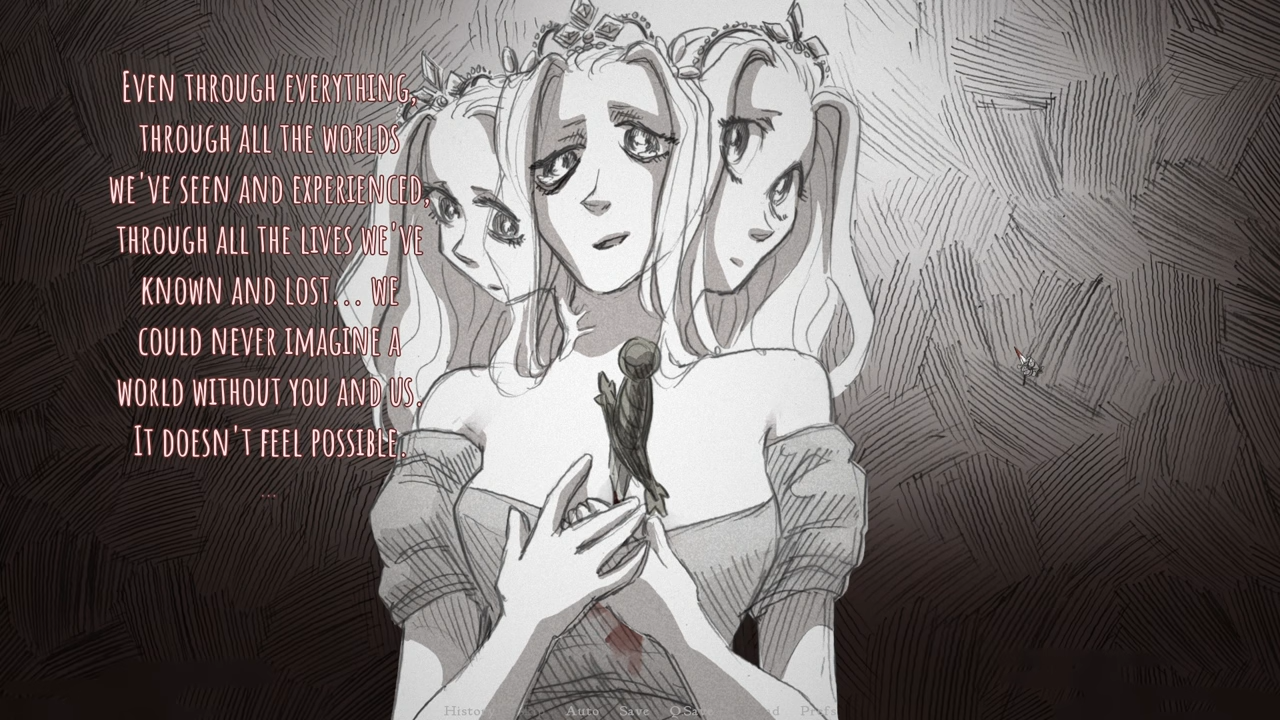 Even through everything,
through all the worlds
we've seen and experienced,
through all the lives we've
known and lost... we
could never imagine a
world without you and us.
It doesn't feel possible.
...
Auto Save Prefs